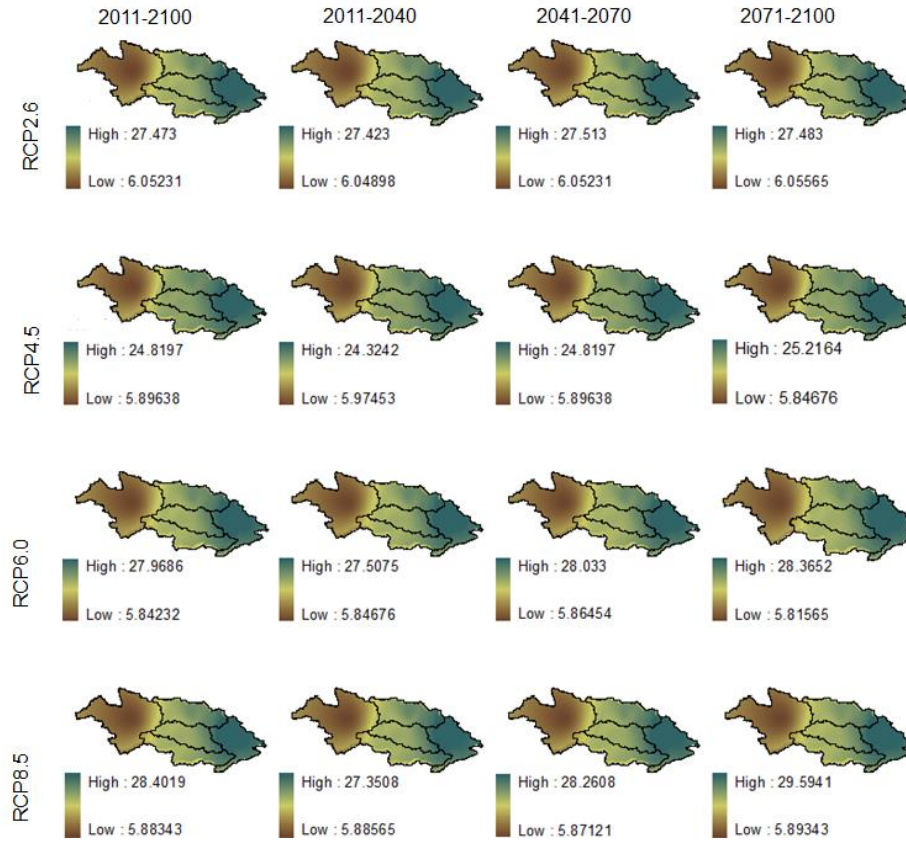 2011-2100 2011-2040 2041-2070 2071-2100
RCP2.6
High : 27.473 High : 27.423 High : 27.513 High : 27.483
Low : 6.05231 Low : 6.04898 Low : 6.05231 Low : 6.05565
RCP4.5
High : 24.8197 High : 24.3242 High : 24.8197 High : 25.2164
Low : 5.89638 Low : 5.97453 Low : 5.89638 Low : 5.84676
RCP6.0
High : 27.9686 High : 27.5075 High : 28.033 High : 28.3652
Low : 5.84232 Low : 5.84676 Low : 5.86454 Low : 5.81565
RCP8.5
High : 28.4019 High : 27.3508 High : 28.2608 High : 29.5941
Low : 5.88343 Low : 5.88565 Low : 5.87121 Low : 5.89343